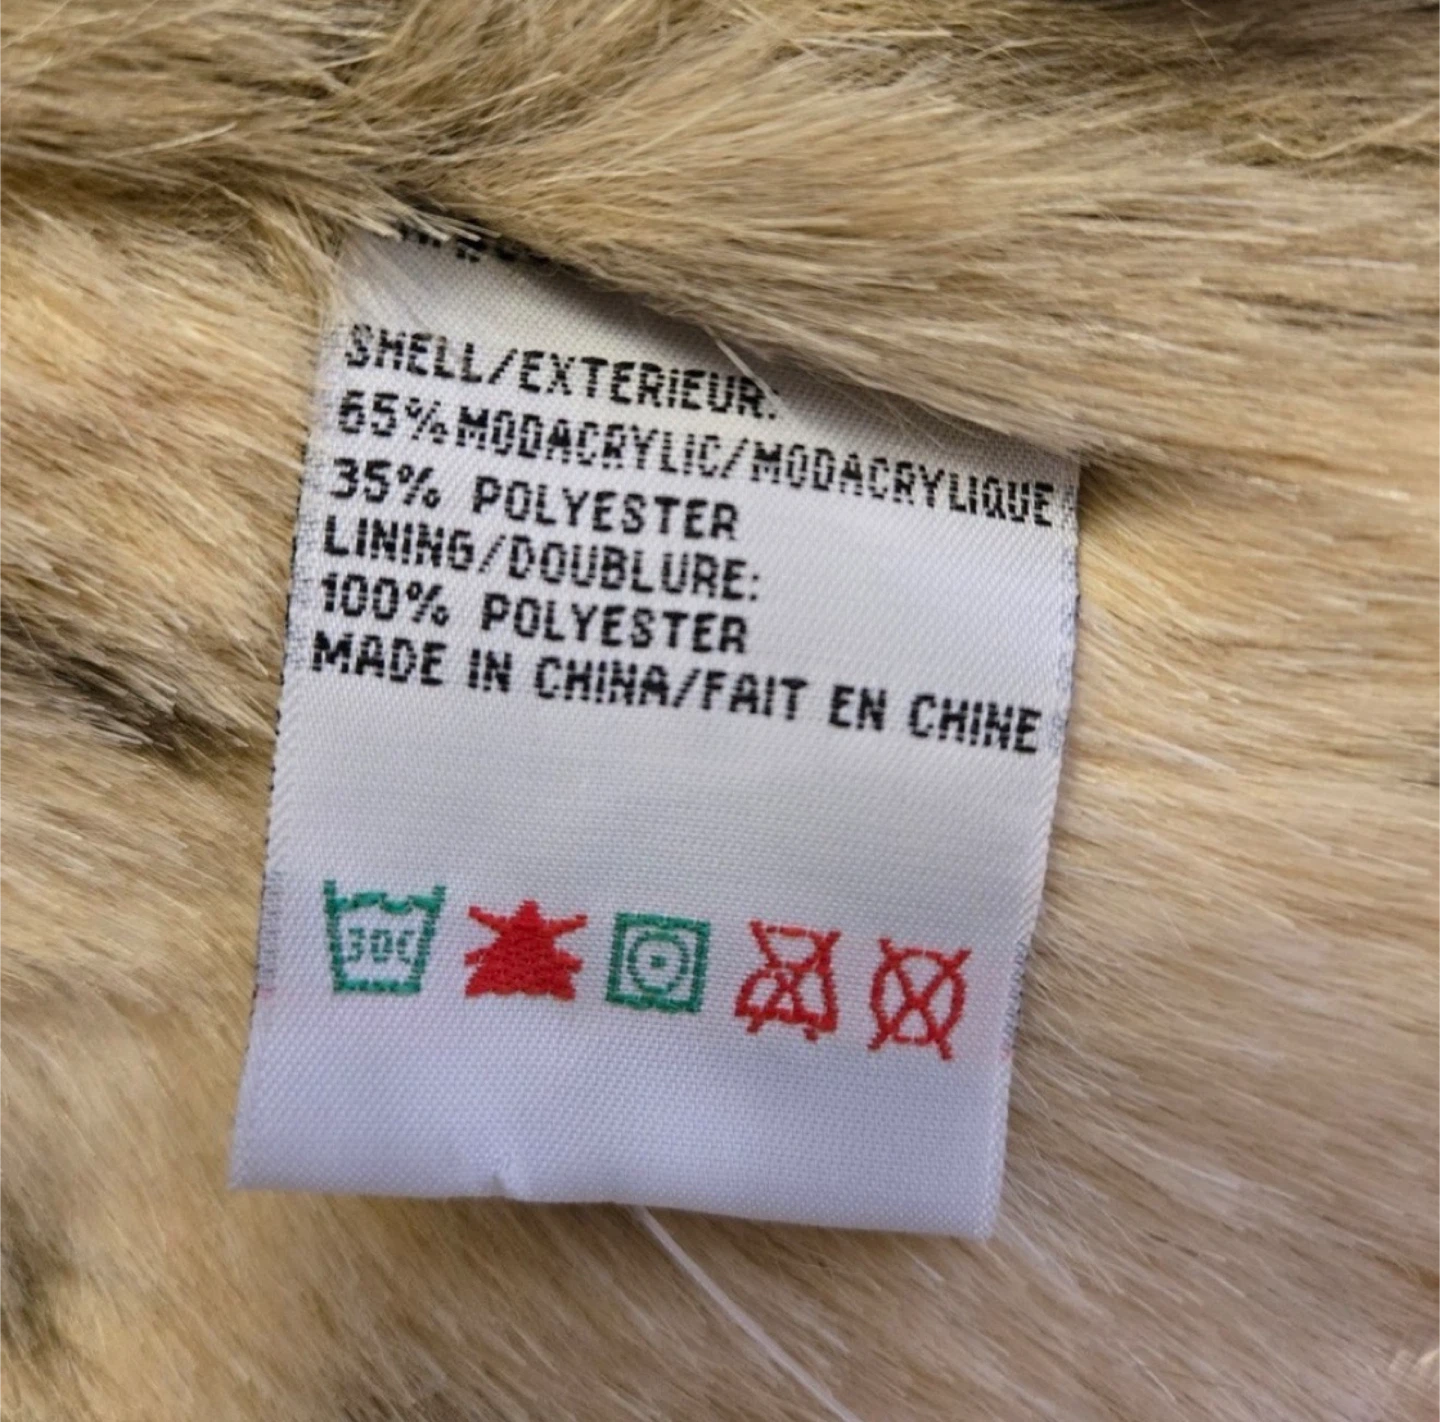 SHELL/EXTERIEUR:
65%MODACRYLIC/MODACRYLIQUE
35% POLYESTER
LINING/DOUBLURE:
100% POLYESTER
MADE IN CHINA/FAIT EN CHINE
30C